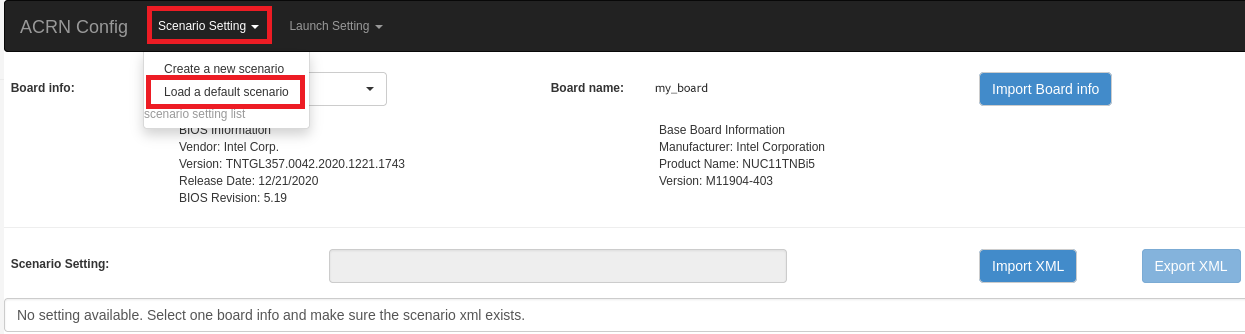 ACRN Config Scenario Setting Launch Setting
Create a new scenario
Board info: Board name: my_board Import Board info
Load a default scenario
scenario setting list
BIOS Information
Vendor: Intel Corp.
Version: TNTGL357.0042.2020.1221.1743
Release Date: 12/21/2020
BIOS Revision: 5.19
Base Board Information
Manufacturer: Intel Corporation
Product Name: NUC11TNBi5
Version: M11904-403
Scenario Setting: Import XML Export XML
No setting available. Select one board info and make sure the scenario xml exists.